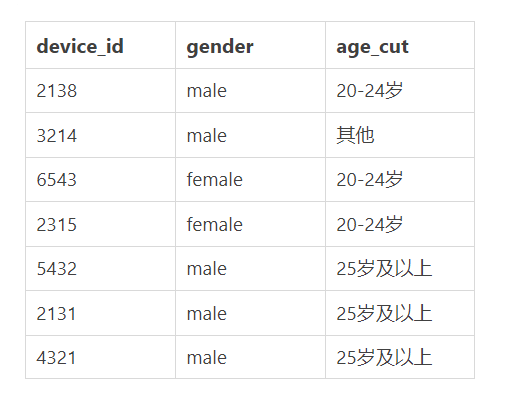 device_id gender age_cut
2138 male 20-24岁
3214 male 其他
6543 female 20-24岁
2315 female 20-24岁
5432 male 25岁及以上
2131 male 25岁及以上
4321 male 25岁及以上